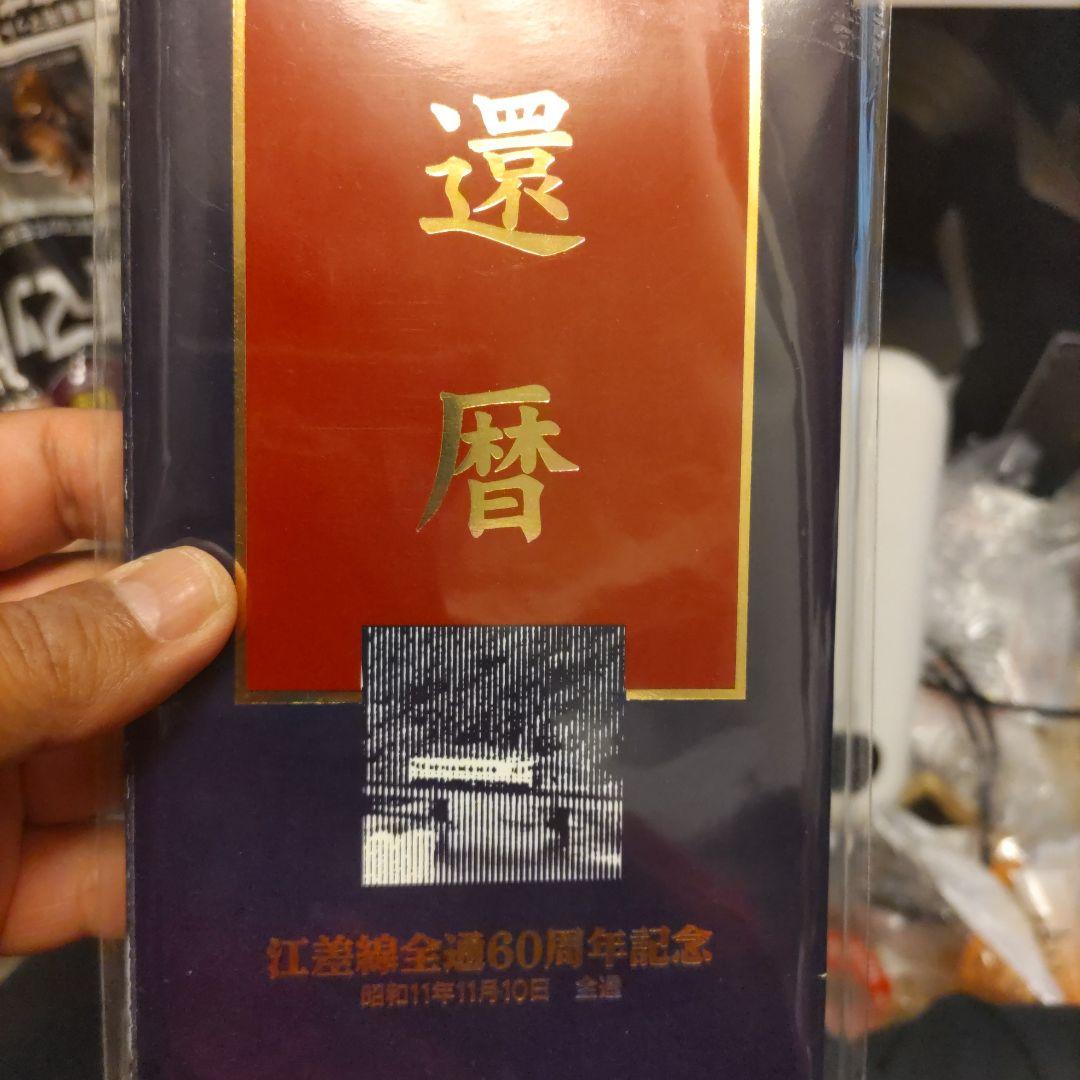 還
暦
江差線全通60周年記念
昭和11年11月10日 全通